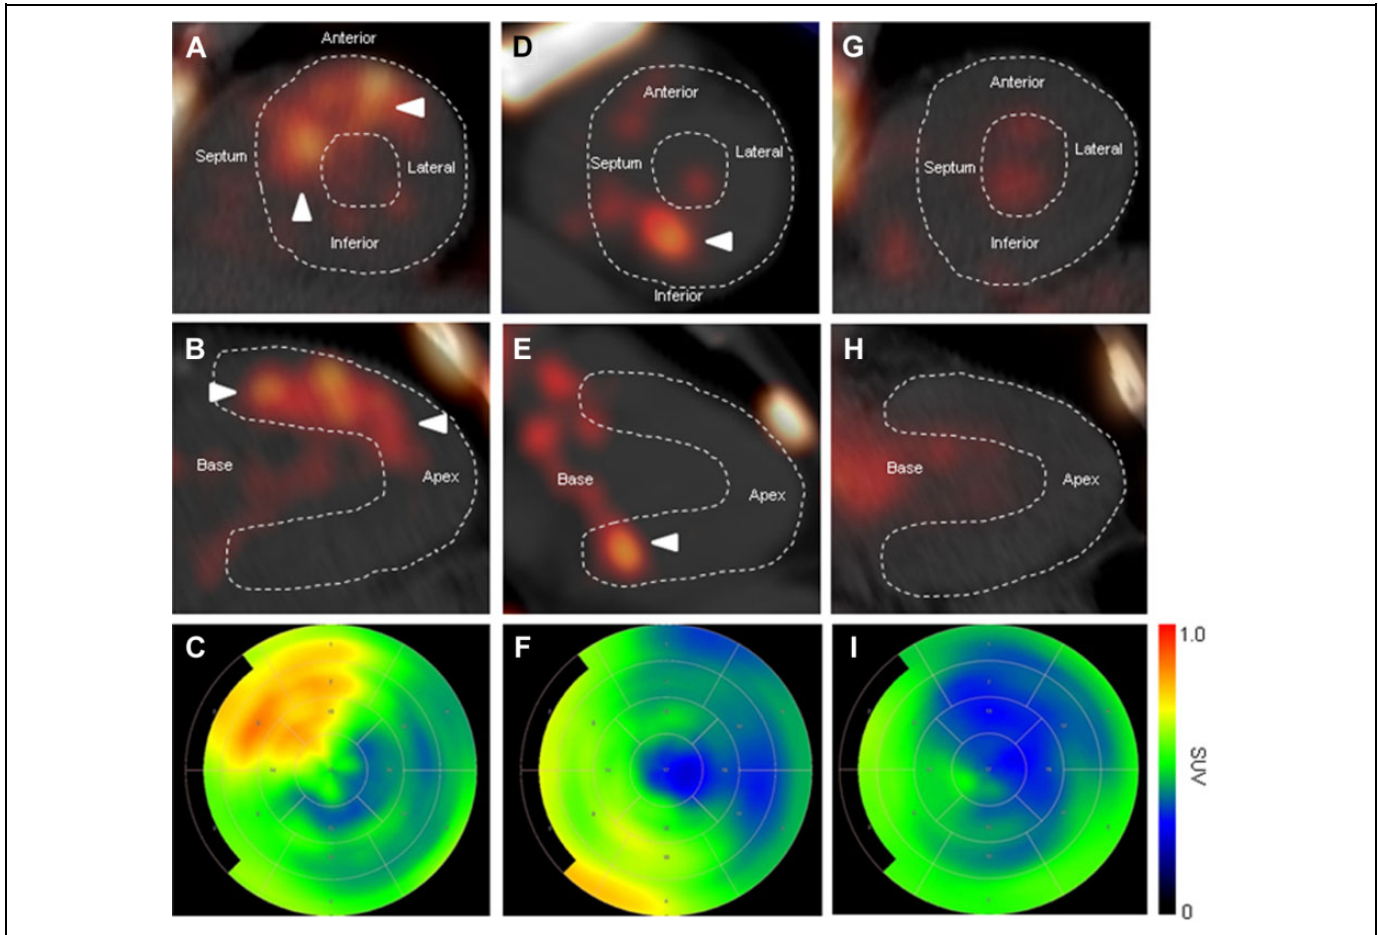 A
Anterior
Septum
Lateral
Inferior
D
Anterior
Septum
Lateral
Inferior
G
Anterior
Septum
Lateral
Inferior
B
Base
Apex
E
Base
Apex
H
Base
Apex
C
F
I
1.0
SUV
0